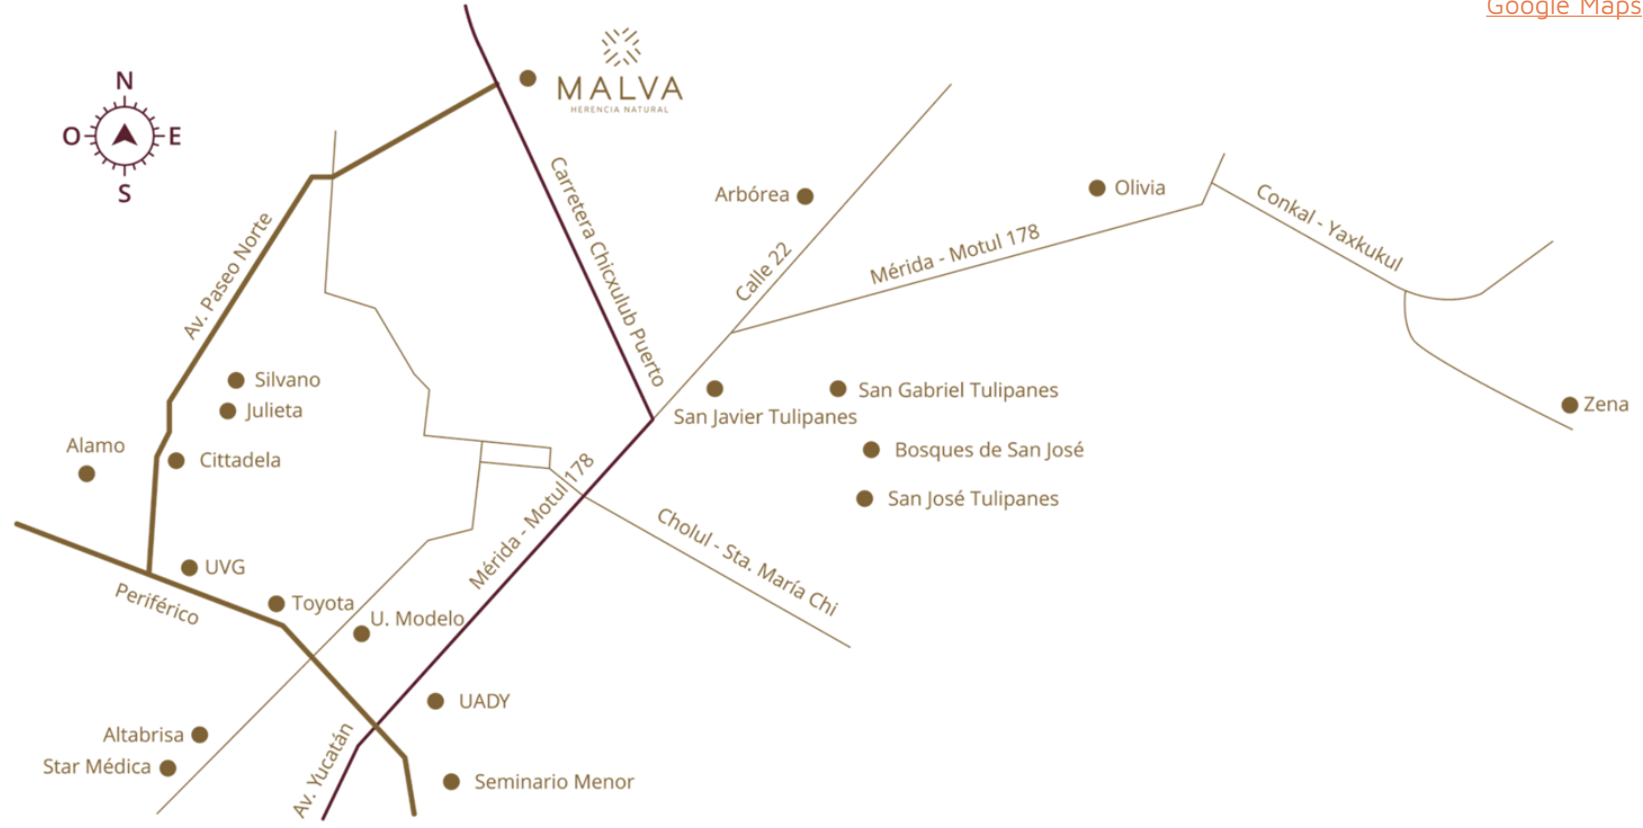 Google Maps
N
O
E
S
MALVA
HERENCIA NATURAL
Carretera Chicxulub Puerto
Arbórea
Olivia
Calle 22
Mérida - Motul 178
Conkal - Yaxkukul
Av. Paseo Norte
Silvano
Julieta
Alamo
Cittadela
San Javier Tulipanes
San Gabriel Tulipanes
Zena
Bosques de San José
San José Tulipanes
Mérida - Motul 178
Cholul - Sta. María Chi
UVG
Periférico
Toyota
U. Modelo
UADY
Altabrisa
Star Médica
Av. Yucatán
Seminario Menor